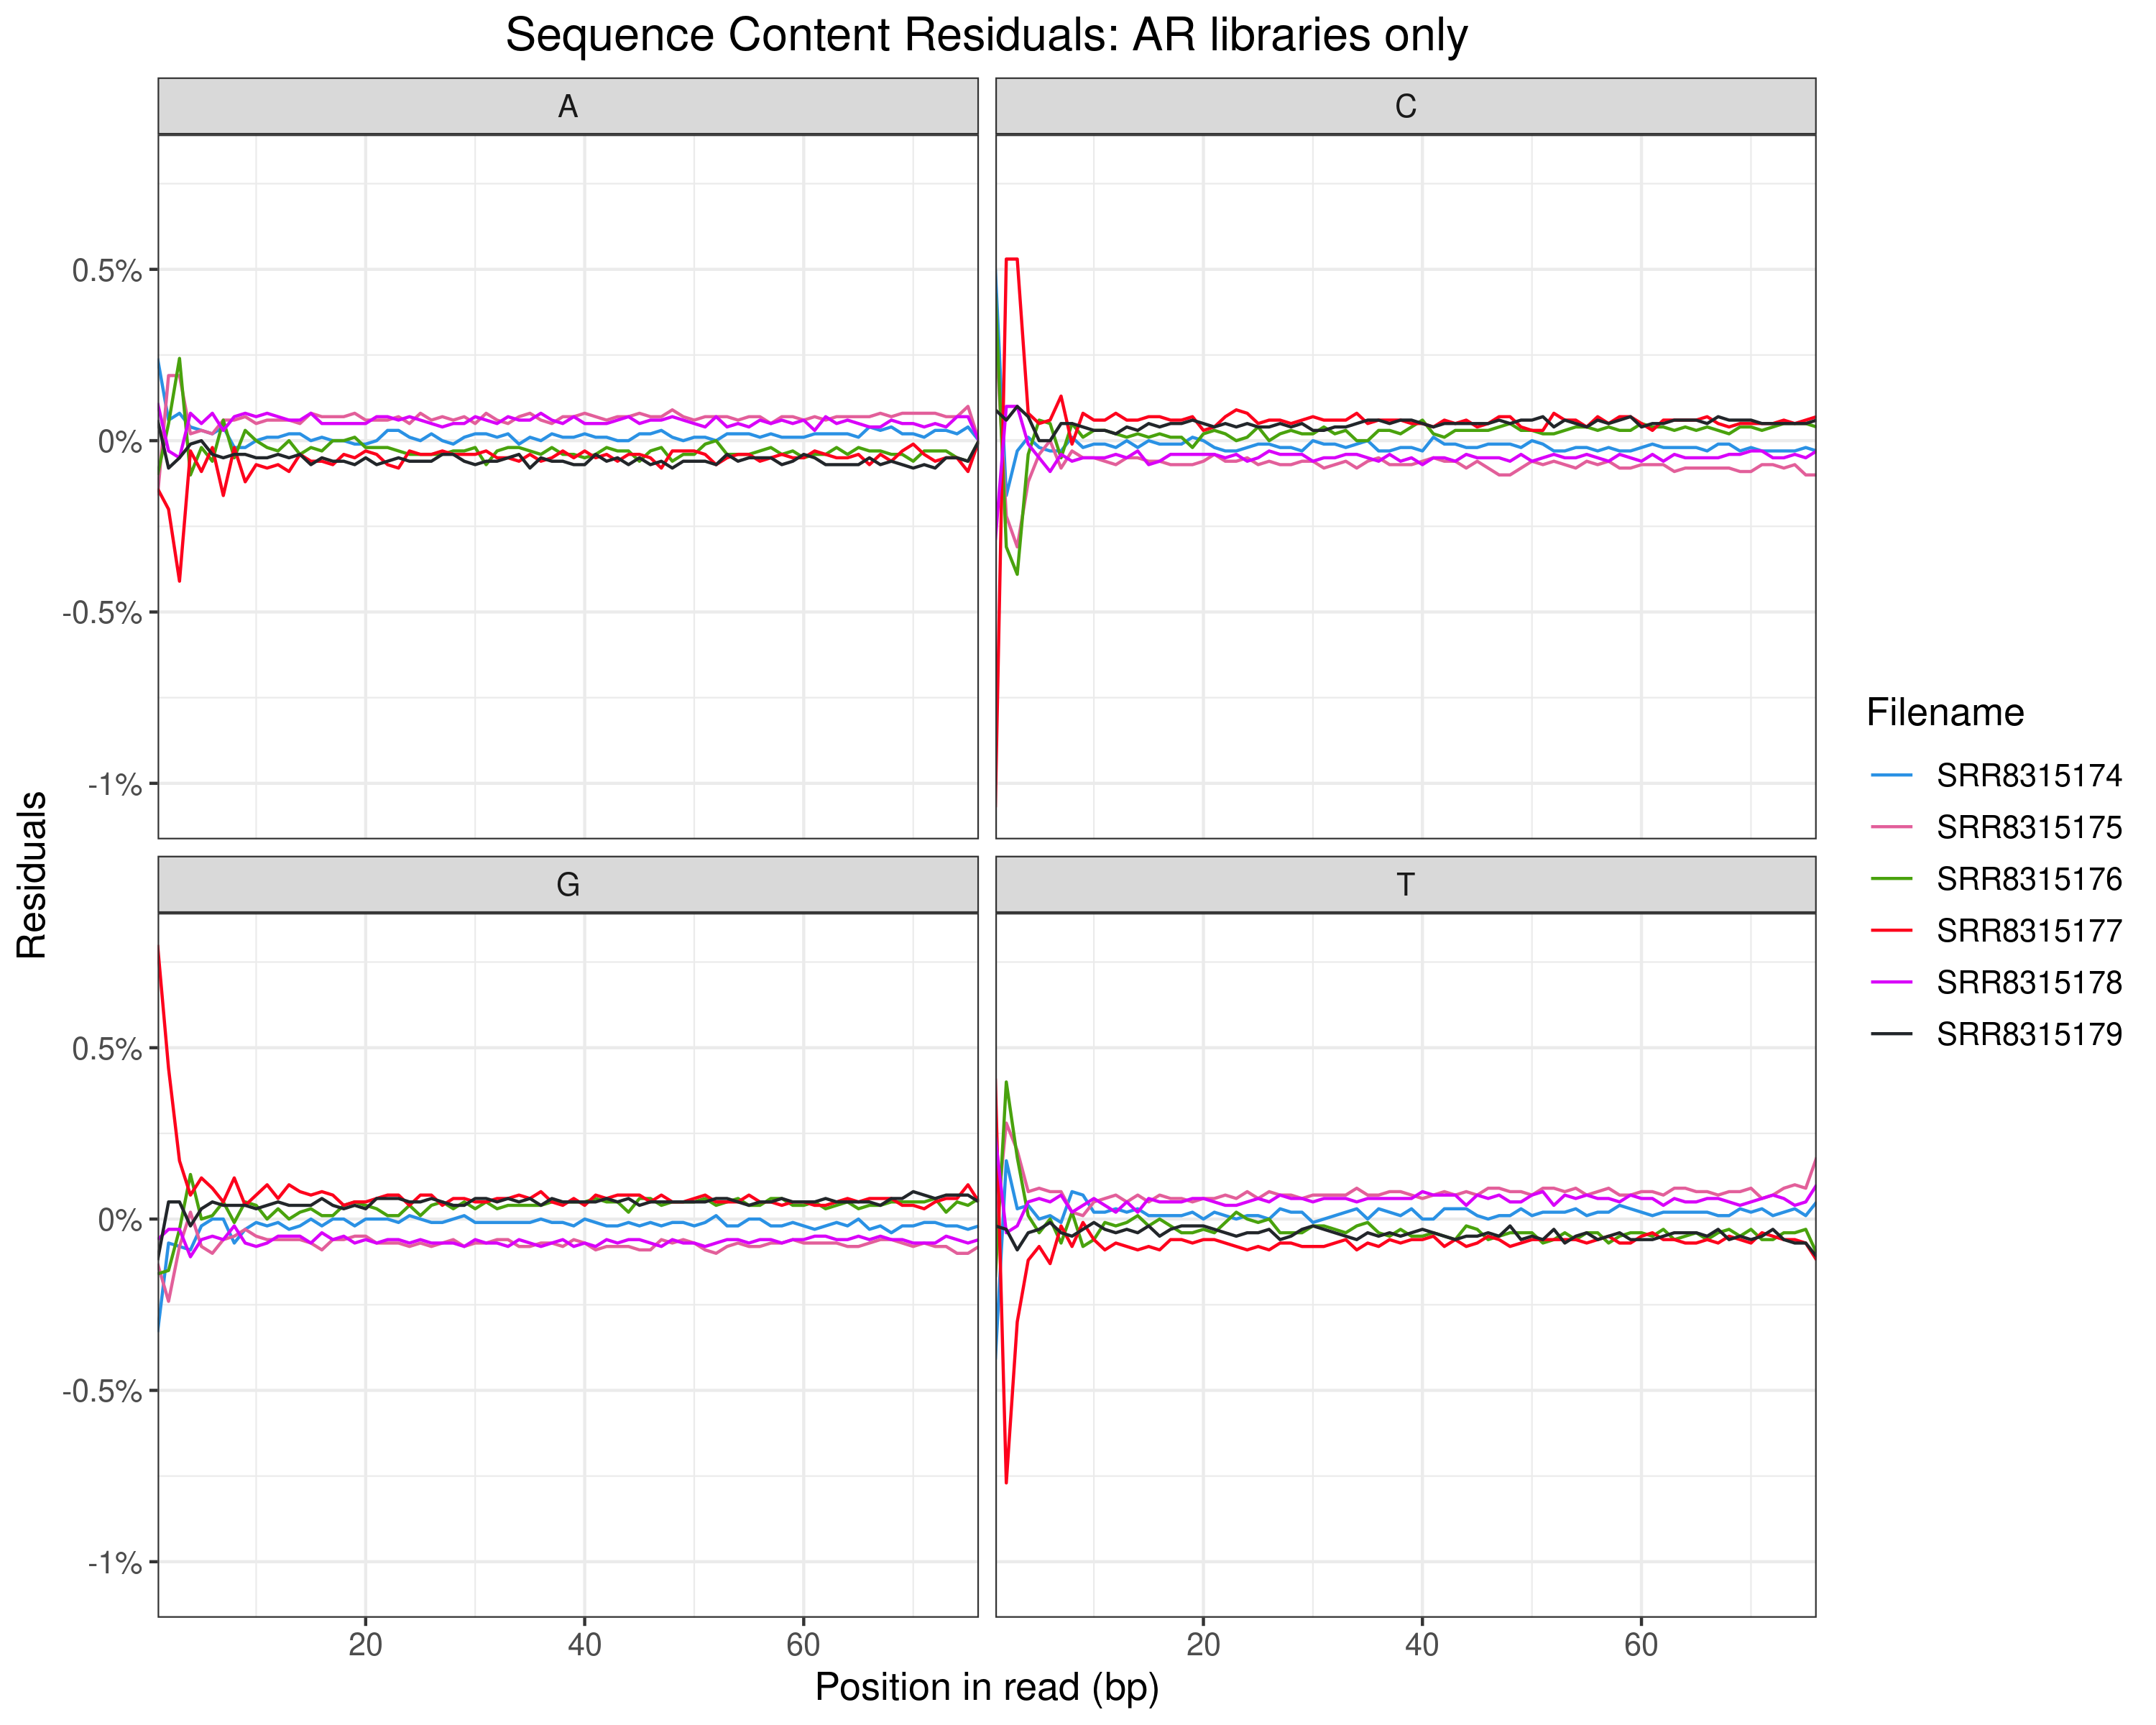 Sequence Content Residuals: AR libraries only
A
C
0.5%
0%
-0.5%
-1%
G
T
0.5%
0%
-0.5%
-1%
20
40
60
20
40
60
Position in read (bp)
Residuals
Filename
SRR8315174
SRR8315175
SRR8315176
SRR8315177
SRR8315178
SRR8315179